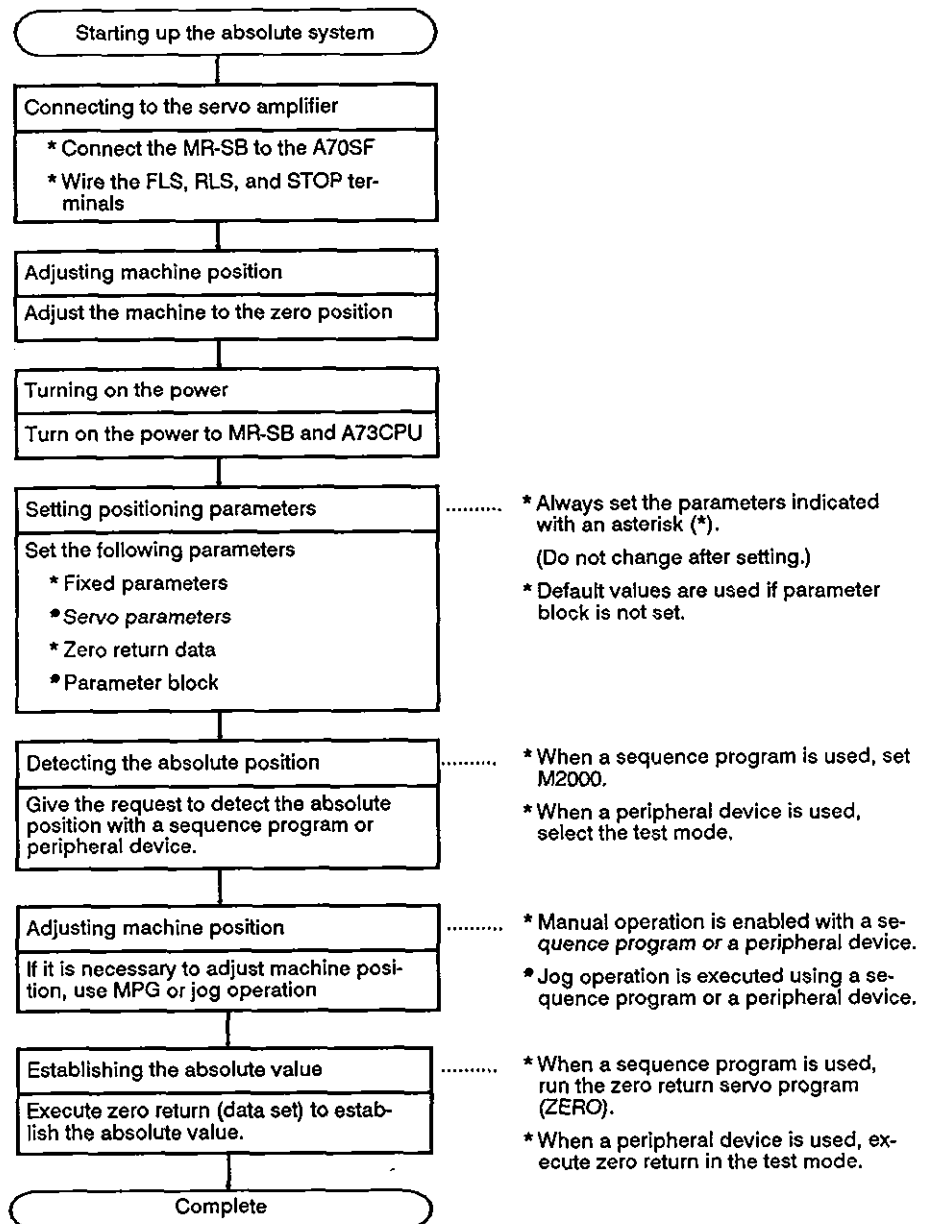 Starting up the absolute system
Connecting to the servo amplifier
* Connect the MR-SB to the A70SF
* Wire the FLS, RLS, and STOP ter-
minals
Adjusting machine position
Adjust the machine to the zero position
Turning on the power
Turn on the power to MR-SB and A73CPU
Setting positioning parameters
Set the following parameters
* Fixed parameters
• Servo parameters
* Zero return data
• Parameter block
* Always set the parameters indicated
with an asterisk (*).
(Do not change after setting.)
* Default values are used if parameter
block is not set.
Detecting the absolute position
Give the request to detect the absolute
position with a sequence program or
peripheral device.
* When a sequence program is used, set
M2000.
* When a peripheral device is used,
select the test mode.
Adjusting machine position
If it is necessary to adjust machine posi-
tion, use MPG or jog operation
* Manual operation is enabled with a se-
quence program or a peripheral device.
• Jog operation is executed using a se-
quence program or a peripheral device.
Establishing the absolute value
Execute zero return (data set) to estab-
lish the absolute value.
* When a sequence program is used,
run the zero return servo program
(ZERO).
* When a peripheral device is used, ex-
ecute zero return in the test mode.
Complete